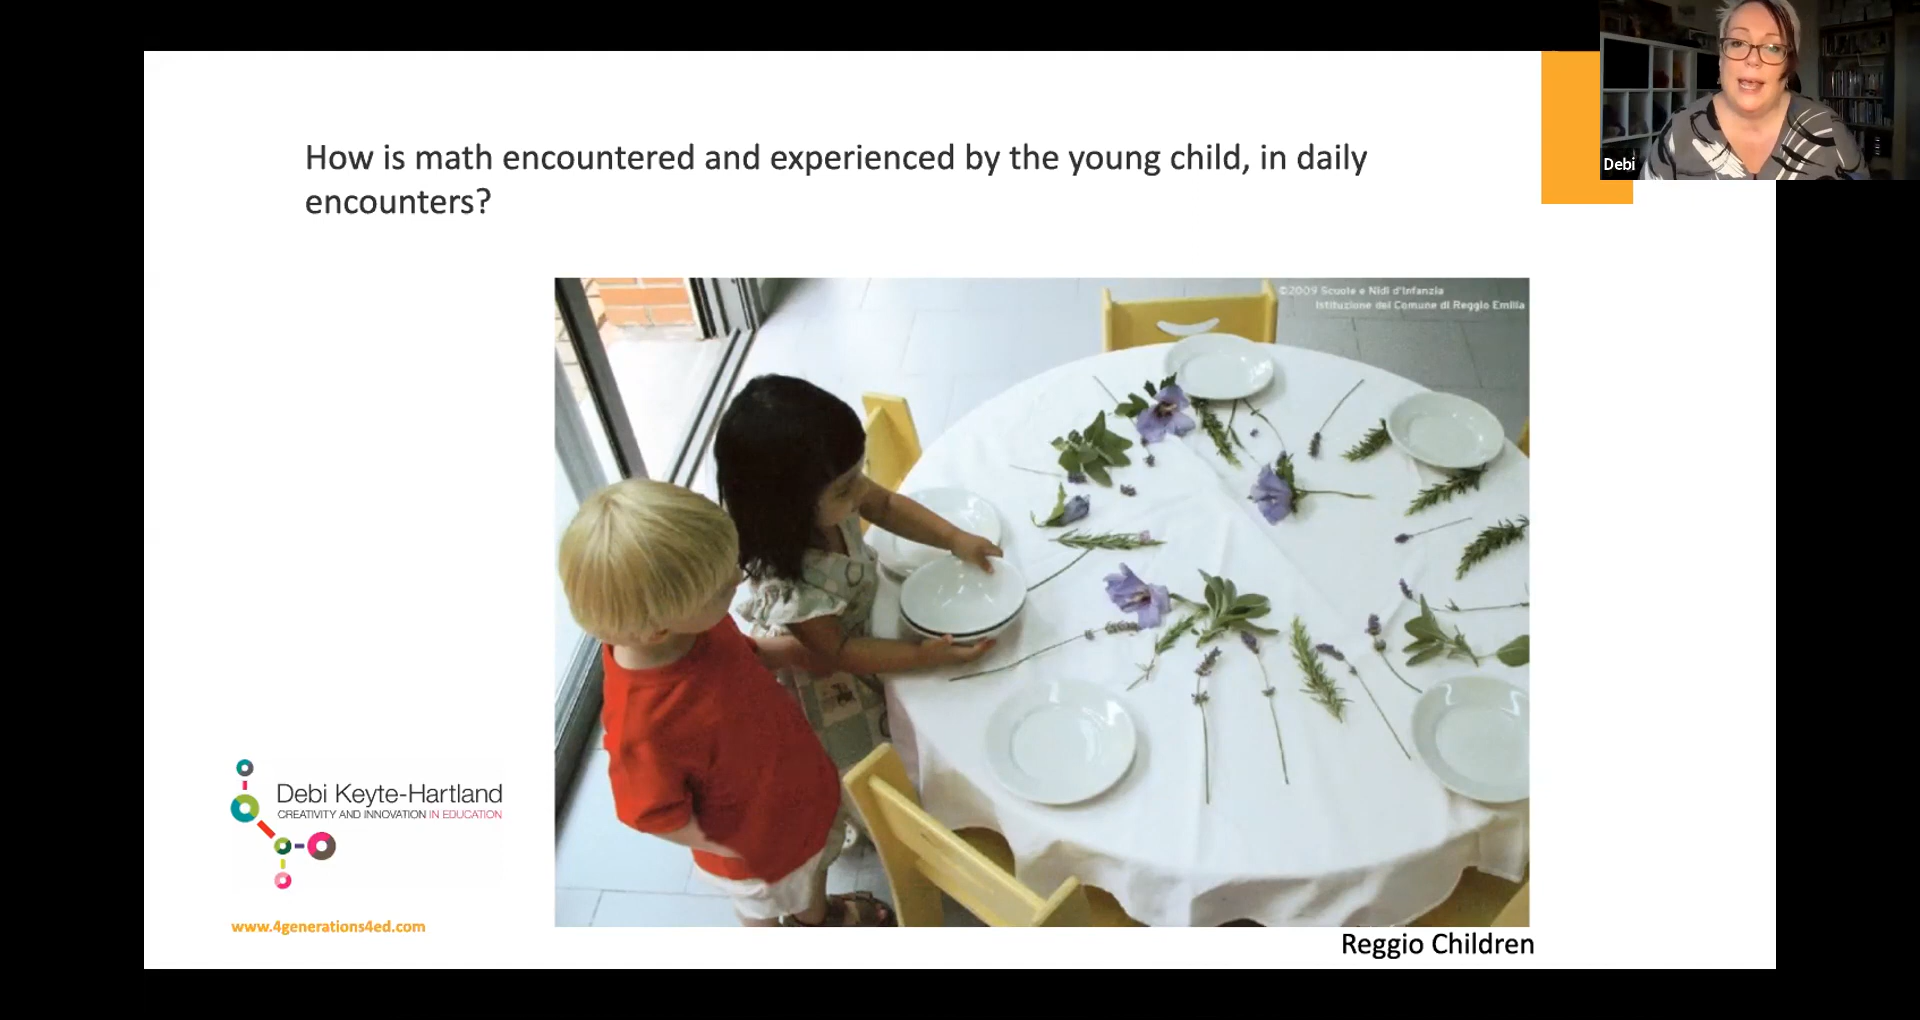 How is math encountered and experienced by the young child, in daily
encounters?
Debi
©2009 Scuole e Nidi d'Infanzia
Istituzione del Comune di Reggio Emilia
Debi Keyte-Hartland
CREATIVITY AND INNOVATION IN EDUCATION
www.4generations4ed.com
Reggio Children